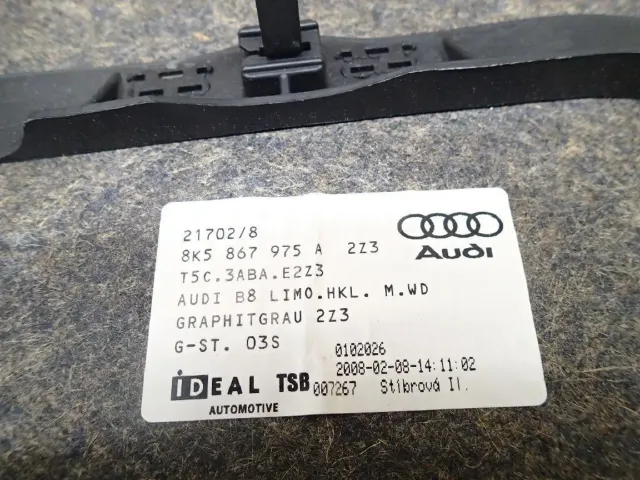 21702/8
8K5 867 975 A 2Z3
T5C.3ABA.E2Z3
AUDI B8 LIMO.HKL. M.WD
GRAPHITGRAU 2Z3
G-ST. 03S
Audi
0102026
2008-02-08-14:11:02
007267 Stibrová Il.
iDEAL TSB
AUTOMOTIVE